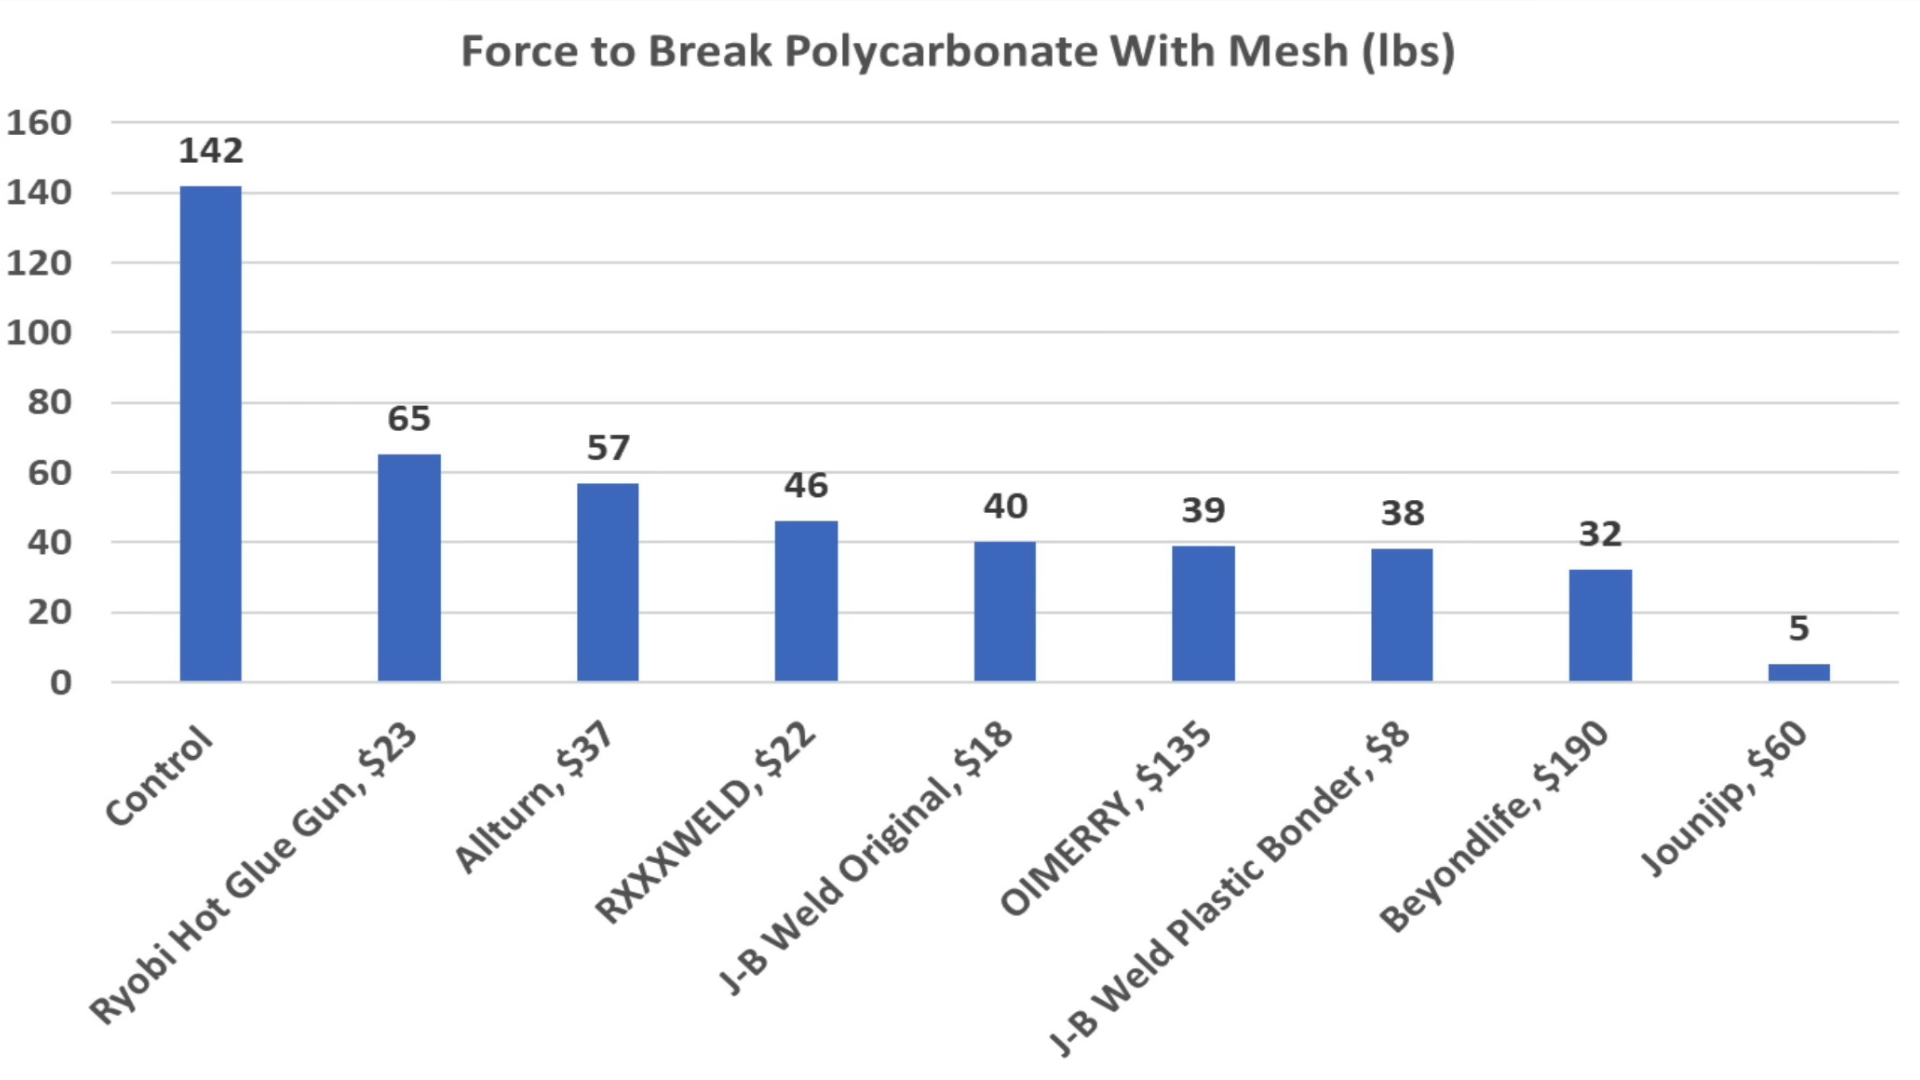 Force to Break Polycarbonate With Mesh (lbs)
160
140
120
100
80
60
40
20
0
142
65
57
46
40
39
38
32
5
Control
Ryobi Hot Glue Gun, $23
Allturn, $37
RXXXWELD, $22
J-B Weld Original, $18
OIMERRY, $135
J-B Weld Plastic Bonder, $8
Beyondlife, $190
Jounjip, $60